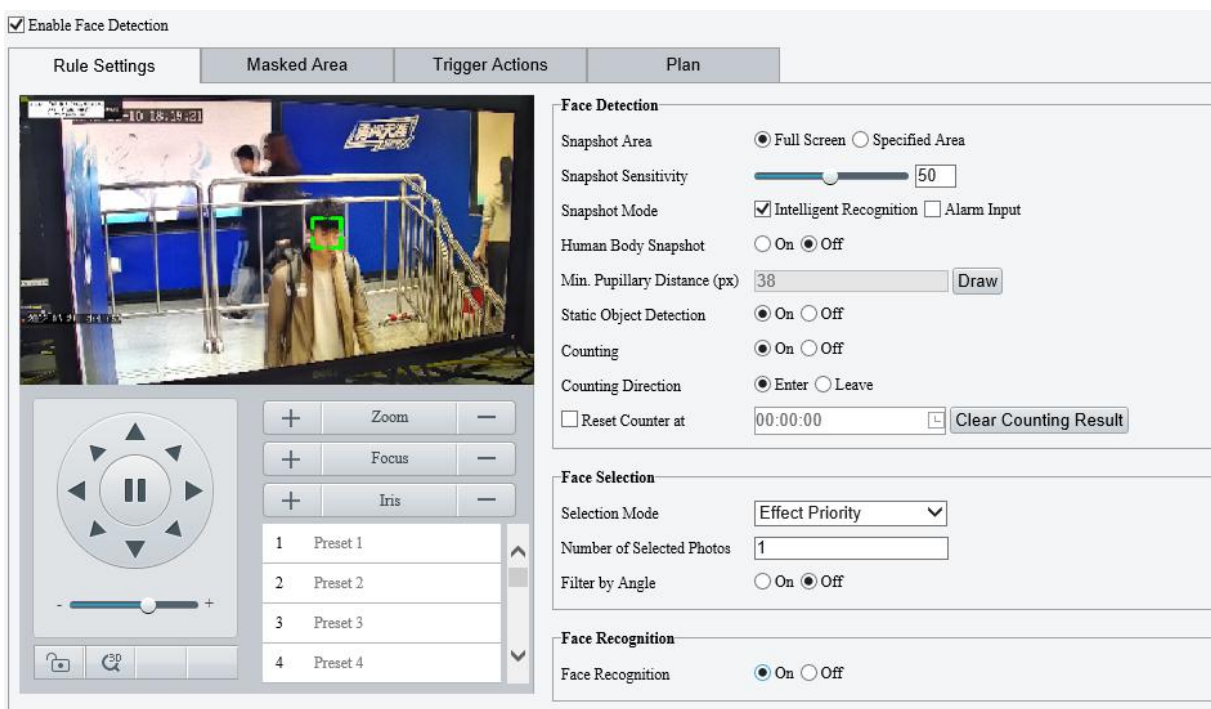 Enable Face Detection
Rule Settings
Masked Area
Trigger Actions
Plan
10 18:19:21
Zoom
Focus
Iris
1 Preset 1
2 Preset 2
3 Preset 3
4 Preset 4
- +
3D
Face Detection
Snapshot Area Full Screen Specified Area
Snapshot Sensitivity 50
Snapshot Mode Intelligent Recognition Alarm Input
Human Body Snapshot On Off
Min. Pupillary Distance (px) 38 Draw
Static Object Detection On Off
Counting On Off
Counting Direction Enter Leave
Reset Counter at 00:00:00 Clear Counting Result
Face Selection
Selection Mode Effect Priority
Number of Selected Photos 1
Filter by Angle On Off
Face Recognition
Face Recognition On Off